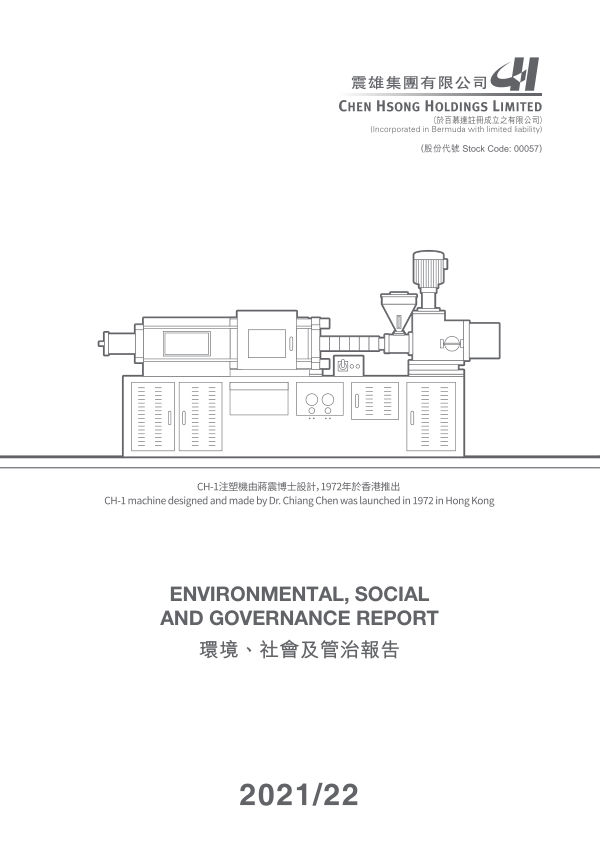 震雄集團有限公司
CHEN HSONG HOLDINGS LIMITED
(於百慕達註冊成立之有限公司)
(Incorporated in Bermuda with limited liability)
(股份代號 Stock Code: 00057)
CH-1注塑機由蔣震博士設計，1972年於香港推出
CH-1 machine designed and made by Dr. Chiang Chen was launched in 1972 in Hong Kong
ENVIRONMENTAL, SOCIAL
AND GOVERNANCE REPORT
環境、社會及管治報告
2021/22